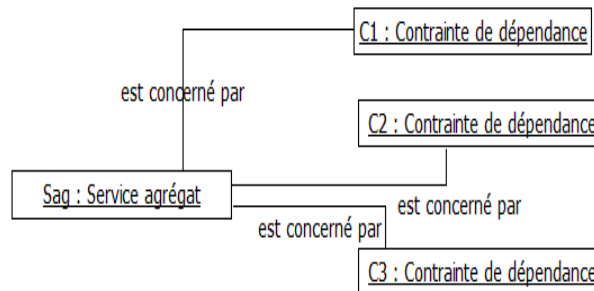 C1 : Contrainte de dépendance
est concerné par
C2 : Contrainte de dépendance
Sag : Service agrégat
est concerné par
est concerné par
C3 : Contrainte de dépendance